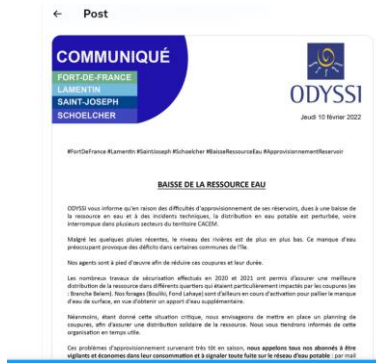 ← Post
COMMUNIQUÉ
FORT-DE-FRANCE
LAMENTIN
SAINT-JOSEPH
SCHOELCHER
ODYSSI
Jeudi 10 février 2022
#FortDeFrance #Lamentin #SaintJoseph #Schoelcher #BaisseRessourceEau #ApprovisionnementReservoir
BAISSE DE LA RESSOURCE EAU
ODYSSI vous informe qu'en raison des difficultés d'approvisionnement de ses réservoirs, dues à une baisse de
la ressource en eau et à des incidents techniques, la distribution en eau potable est perturbée, voire
interrompue dans plusieurs secteurs du territoire CACEM.
Malgré les quelques pluies récentes, le niveau des rivières est de plus en plus bas. Ce manque d'eau
préoccupant provoque des déficits dans certaines communes de l'île.
Nos agents sont à pied d'œuvre afin de réduire ces coupures et leur durée.
Les nombreux travaux de sécurisation effectués en 2020 et 2021 ont permis d'assurer une meilleure
distribution de la ressource dans différents quartiers qui étaient particulièrement impactés par les coupures (ex
: Branche Belem). Nos forages (Bouliki, Fond Lahaye) sont d'ailleurs en cours d'activation pour pallier le manque
d'eau de surface, en vue d'obtenir un apport d'eau supplémentaire.
Néanmoins, étant donné cette situation critique, nous envisageons de mettre en place un planning de
coupures, afin d'assurer une distribution solidaire de la ressource. Nous vous tiendrons informés de cette
organisation en temps utile.
Ces problèmes d'approvisionnement survenant très tôt en saison, nous appelons tous nos abonnés à être
vigilants et économes dans leur consommation et à signaler toute fuite sur le réseau d'eau potable : par mail